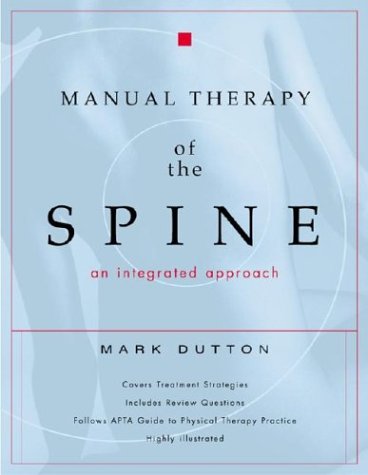 MANUAL THERAPY
of
the
SPINE
an integrated approach
MARK DUTTON
Covers Treatment Strategies
Includes Review Questions
Follows APTA Guide to Physical Therapy Practice
Highly illustrated